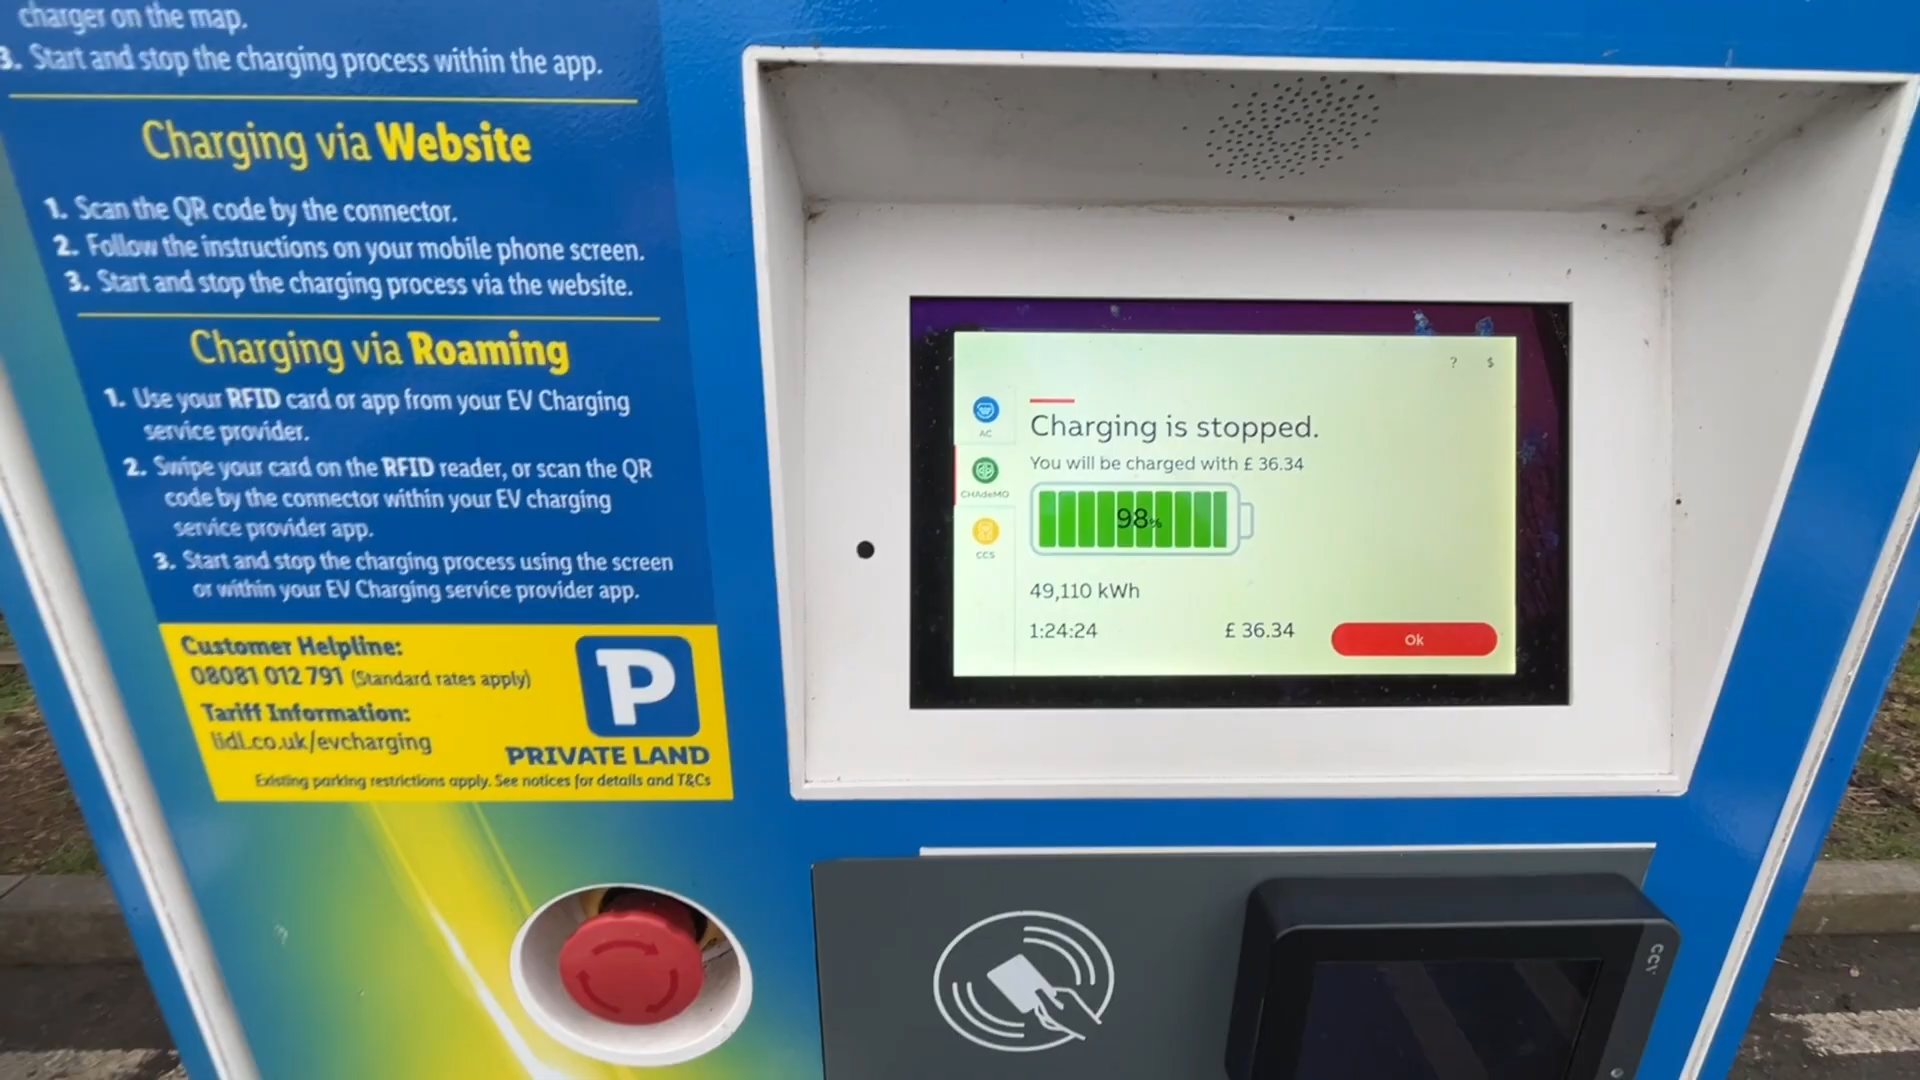 charger on the map.
3. Start and stop the charging process within the app.
Charging via Website
1. Scan the QR code by the connector.
2. Follow the instructions on your mobile phone screen.
3. Start and stop the charging process via the website.
Charging via Roaming
1. Use your RFID card or app from your EV Charging
service provider.
2. Swipe your card on the RFID reader, or scan the QR
code by the connector within your EV charging
service provider app.
3. Start and stop the charging process using the screen
or within your EV Charging service provider app.
Customer Helpline:
08081 012 791 (Standard rates apply)
Tariff Information:
lidl.co.uk/evcharging
P
PRIVATE LAND
Existing parking restrictions apply. See notices for details and T&Cs
? $
AC
CHAdeMO
CCS
Charging is stopped.
You will be charged with £ 36.34
98%
49,110 kWh
1:24:24
£ 36.34
Ok
CCV